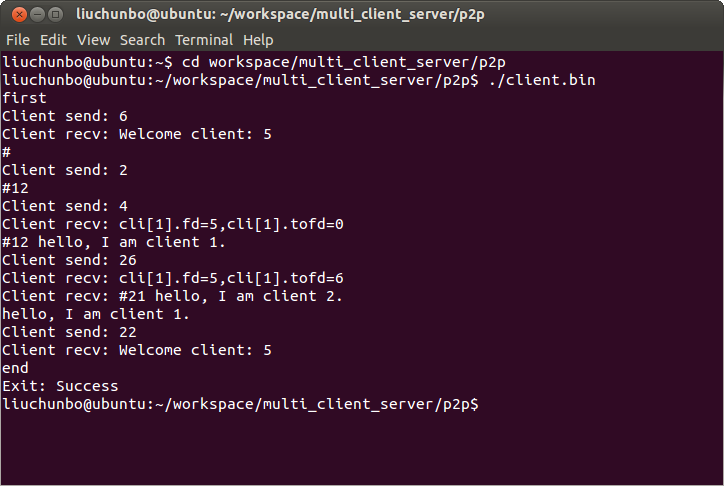 liuchunbo@ubuntu: ~/workspace/multi_client_server/p2p
File Edit View Search Terminal Help
liuchunbo@ubuntu:~$ cd workspace/multi_client_server/p2p
liuchunbo@ubuntu:~/workspace/multi_client_server/p2p$ ./client.bin
first
Client send: 6
Client recv: Welcome client: 5
#
Client send: 2
#12
Client send: 4
Client recv: cli[1].fd=5,cli[1].tofd=0
#12 hello, I am client 1.
Client send: 26
Client recv: cli[1].fd=5,cli[1].tofd=6
Client recv: #21 hello, I am client 2.
hello, I am client 1.
Client send: 22
Client recv: Welcome client: 5
end
Exit: Success
liuchunbo@ubuntu:~/workspace/multi_client_server/p2p$